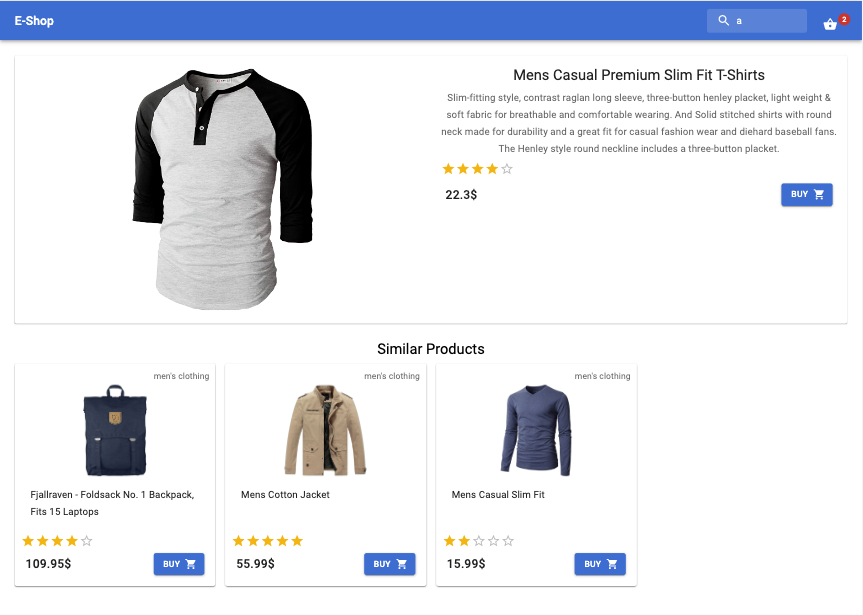 E-Shop
a
2
Mens Casual Premium Slim Fit T-Shirts
Slim-fitting style, contrast raglan long sleeve, three-button henley placket, light weight &
soft fabric for breathable and comfortable wearing. And Solid stitched shirts with round
neck made for durability and a great fit for casual fashion wear and diehard baseball fans.
The Henley style round neckline includes a three-button placket.
22.3$
BUY
Similar Products
men's clothing
Fjallraven - Foldsack No. 1 Backpack,
Fits 15 Laptops
109.95$
BUY
men's clothing
Mens Cotton Jacket
55.99$
BUY
men's clothing
Mens Casual Slim Fit
15.99$
BUY